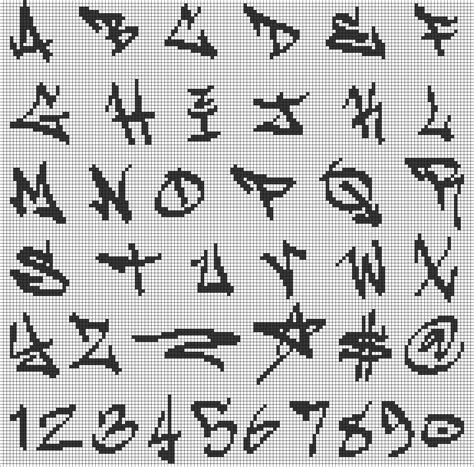 A B C D E F
G H I J K L
M N O P Q R
S T U V W X
Y Z ~ ☆ # @
1 2 3 4 5 6 7 8 9 0